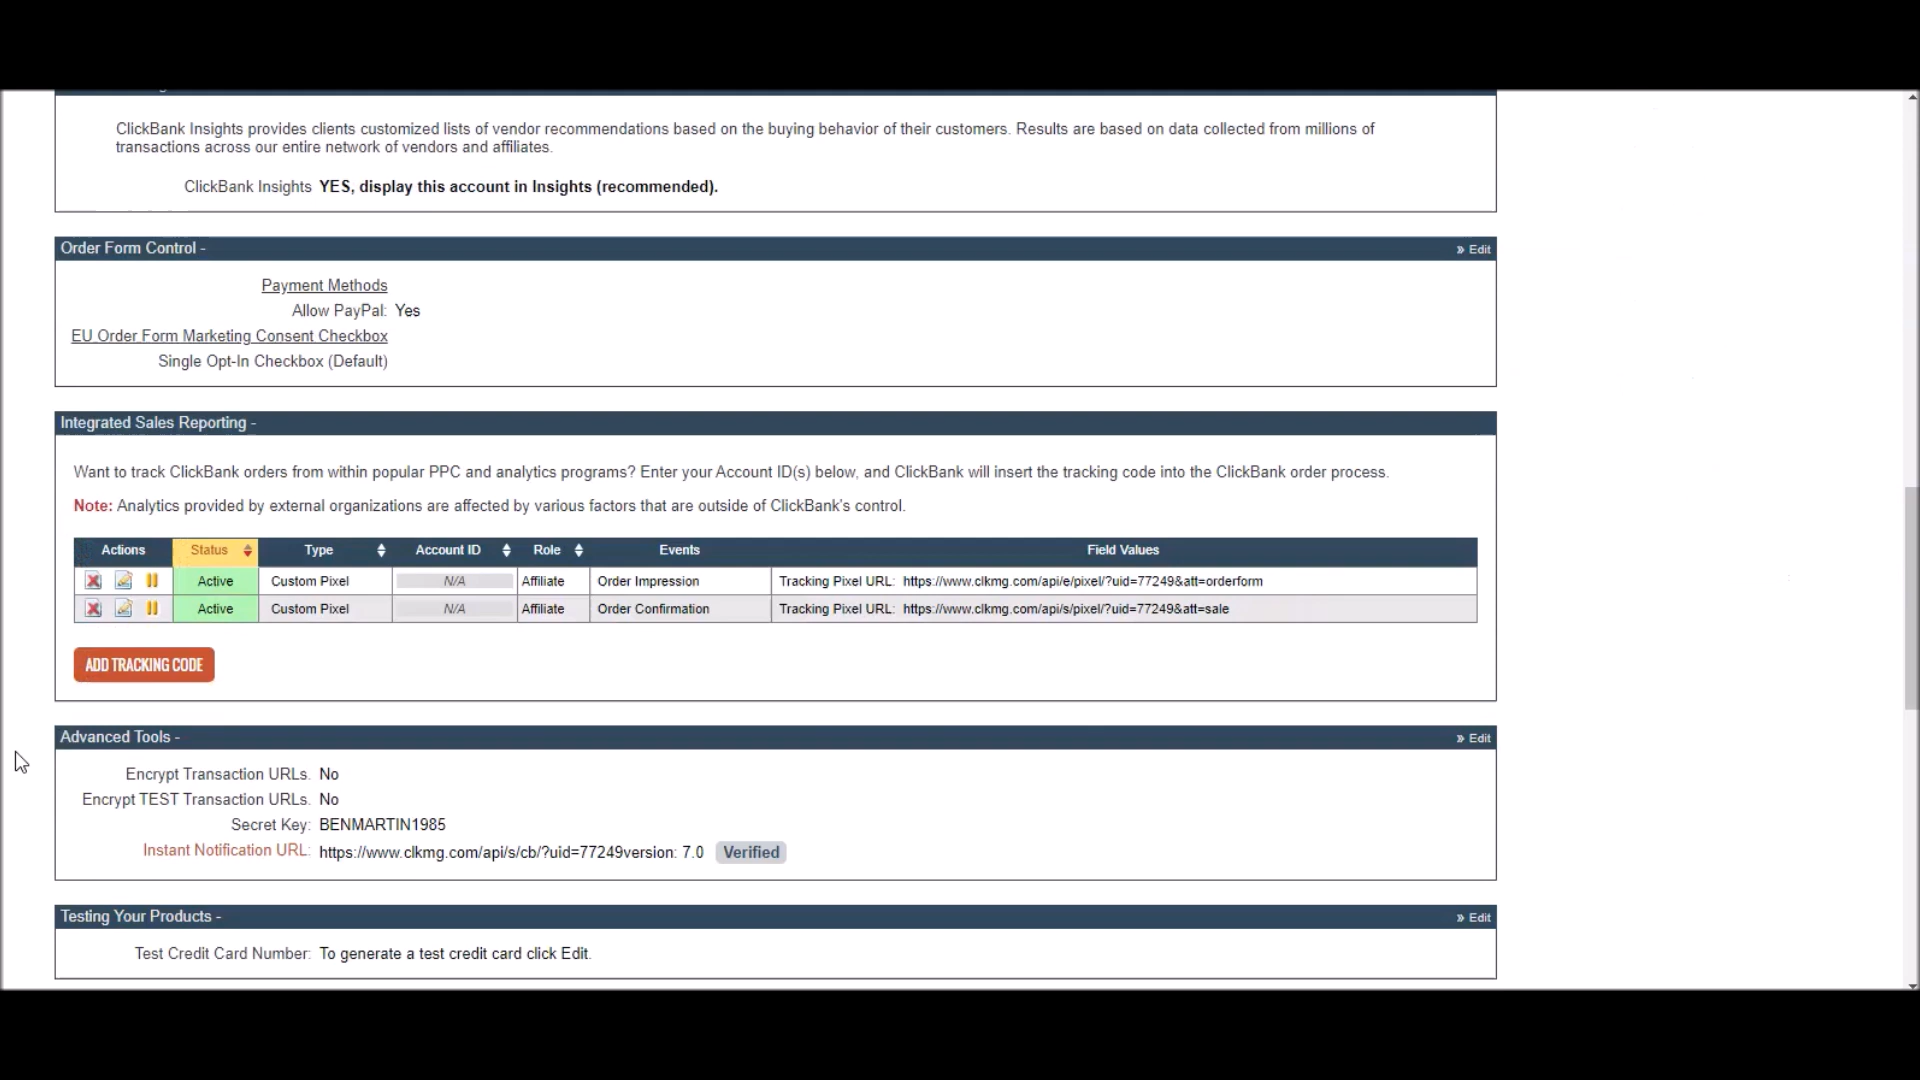 ClickBank Insights provides clients customized lists of vendor recommendations based on the buying behavior of their customers. Results are based on data collected from millions of
transactions across our entire network of vendors and affiliates.
ClickBank Insights YES, display this account in Insights (recommended).
Order Form Control - » Edit
Payment Methods
Allow PayPal: Yes
EU Order Form Marketing Consent Checkbox
Single Opt-In Checkbox (Default)
Integrated Sales Reporting -
Want to track ClickBank orders from within popular PPC and analytics programs? Enter your Account ID(s) below, and ClickBank will insert the tracking code into the ClickBank order process.
Note: Analytics provided by external organizations are affected by various factors that are outside of ClickBank's control.
Actions Status Type Account ID Role Events Field Values
Active Custom Pixel N/A Affiliate Order Impression Tracking Pixel URL: https://www.clkmg.com/api/e/pixel/?uid=77249&att=orderform
Active Custom Pixel N/A Affiliate Order Confirmation Tracking Pixel URL: https://www.clkmg.com/api/s/pixel/?uid=77249&att=sale
ADD TRACKING CODE
Advanced Tools - » Edit
Encrypt Transaction URLs. No
Encrypt TEST Transaction URLs. No
Secret Key: BENMARTIN1985
Instant Notification URL: https://www.clkmg.com/api/s/cb/?uid=77249version: 7.0 Verified
Testing Your Products - » Edit
Test Credit Card Number: To generate a test credit card click Edit.